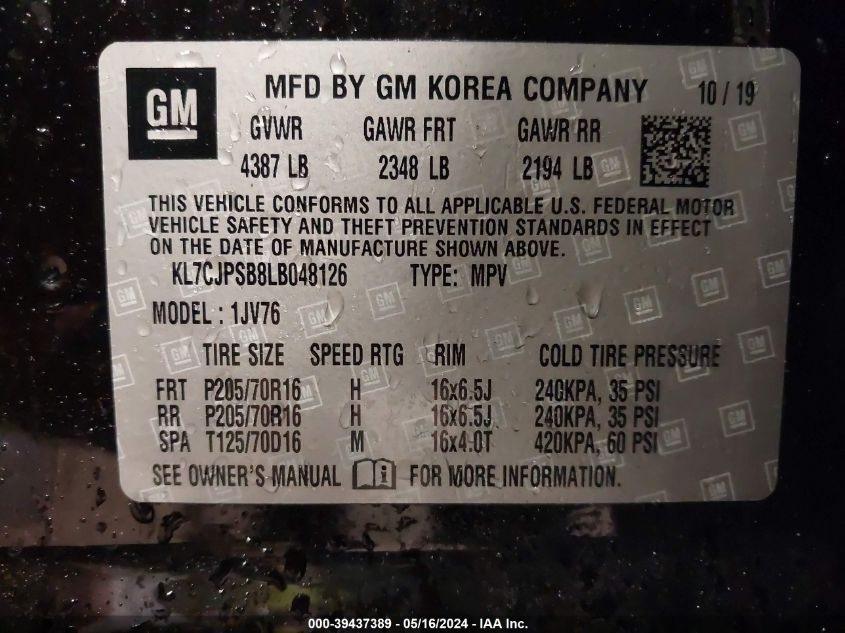 GM
MFD BY GM KOREA COMPANY 10 / 19
GVWR GAWR FRT GAWR RR
4387 LB 2348 LB 2194 LB
THIS VEHICLE CONFORMS TO ALL APPLICABLE U.S. FEDERAL MOTOR
VEHICLE SAFETY AND THEFT PREVENTION STANDARDS IN EFFECT
ON THE DATE OF MANUFACTURE SHOWN ABOVE.
KL7CJPSB8LB048126 TYPE: MPV
MODEL : 1JV76
TIRE SIZE SPEED RTG RIM COLD TIRE PRESSURE
FRT P205/70R16 H 16x6.5J 240KPA, 35 PSI
RR P205/70R16 H 16x6.5J 240KPA, 35 PSI
SPA T125/70D16 M 16x4.0T 420KPA, 60 PSI
SEE OWNER'S MANUAL FOR MORE INFORMATION.
000-39437389 - 05/16/2024 - IAA Inc.